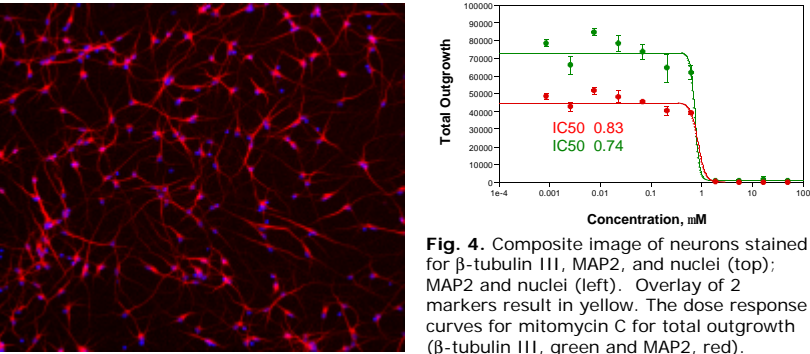 100000
90000
80000
70000
60000
50000
40000
30000
20000
10000
0
Total Outgrowth
IC50 0.83
IC50 0.74
1e-4 0.001 0.01 0.1 1 10 100
Concentration, mM
Fig. 4. Composite image of neurons stained
for β-tubulin III, MAP2, and nuclei (top);
MAP2 and nuclei (left). Overlay of 2
markers result in yellow. The dose response
curves for mitomycin C for total outgrowth
(β-tubulin III, green and MAP2, red).